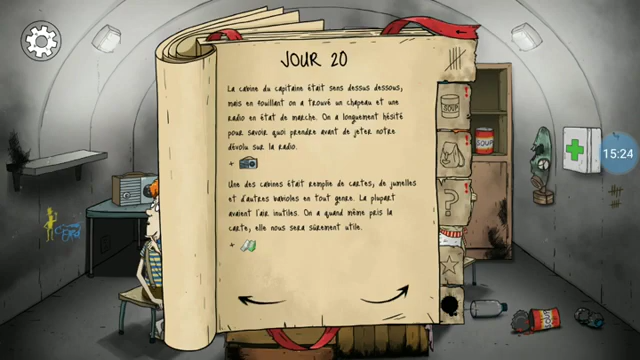 JOUR 20
La cabine du capitaine était sens dessus dessous,
mais en fouillant on a trouvé un chapeau et une
radio en état de marche. On a longuement hésité
pour savoir quoi prendre avant de jeter notre
dévolu sur la radio.
+
Une des cabines était remplie de cartes, de jumelles
et d'autres babioles en tout genre. La plupart
avaient l'air inutiles. On a quand même pris la
carte, elle nous sera sûrement utile.
+
SOUP
?
SOUP
15:24
SOUP